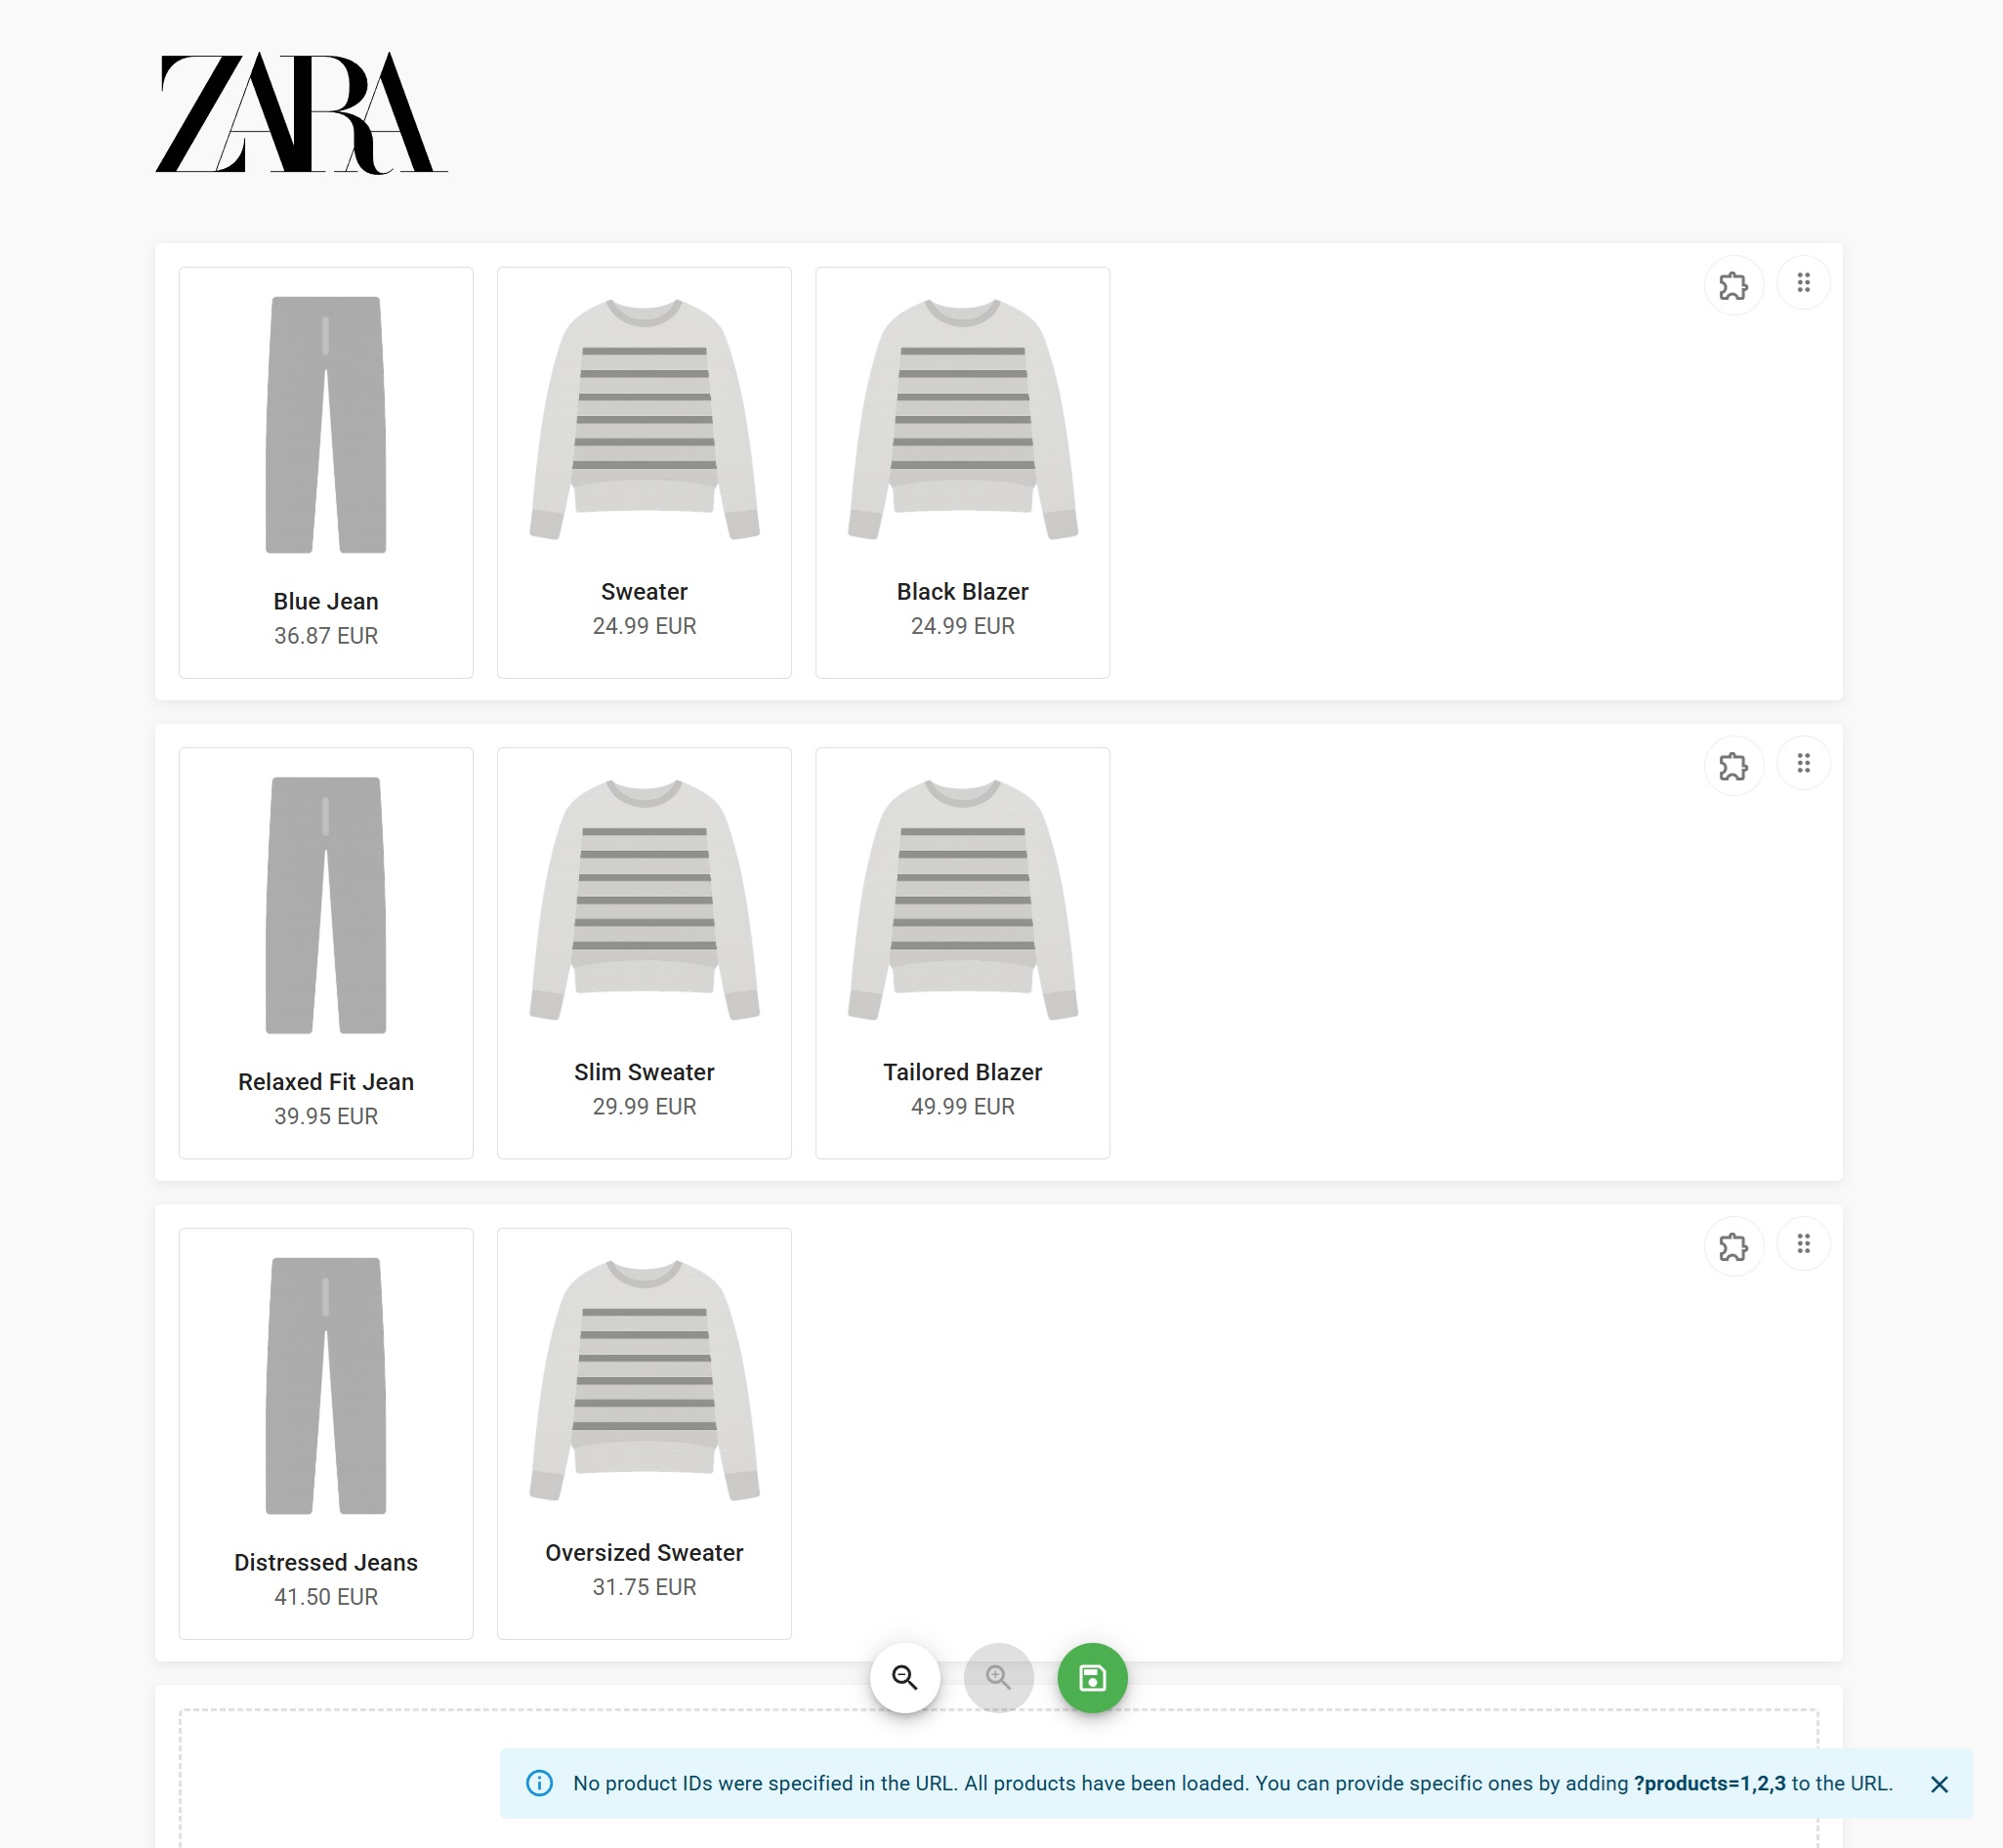 ZARA
Blue Jean
36.87 EUR
Sweater
24.99 EUR
Black Blazer
24.99 EUR
Relaxed Fit Jean
39.95 EUR
Slim Sweater
29.99 EUR
Tailored Blazer
49.99 EUR
Distressed Jeans
41.50 EUR
Oversized Sweater
31.75 EUR
No product IDs were specified in the URL. All products have been loaded. You can provide specific ones by adding ?products=1,2,3 to the URL.